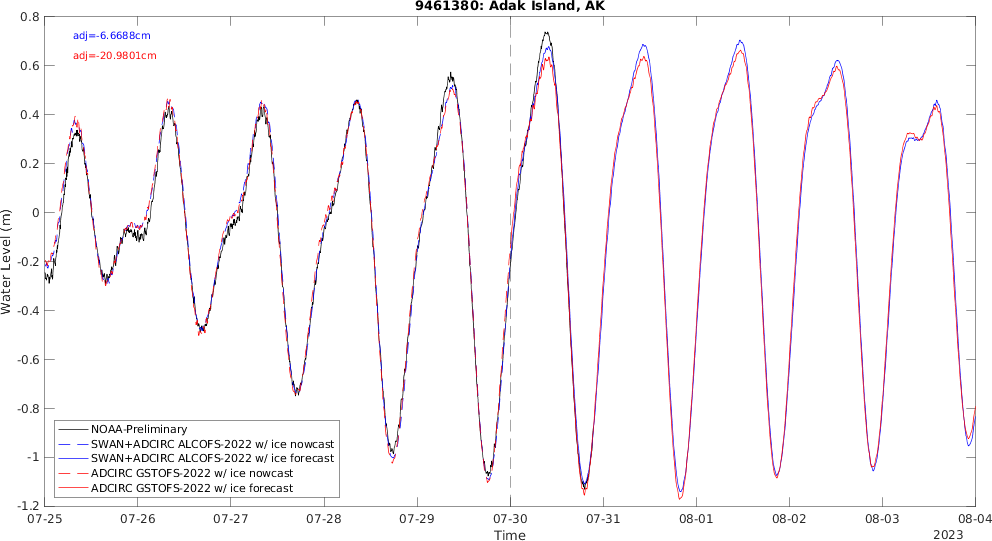 9461380: Adak Island, AK
adj=-6.6688cm
adj=-20.9801cm
Water Level (m)
0.8
0.6
0.4
0.2
0
-0.2
-0.4
-0.6
-0.8
-1
-1.2
NOAA-Preliminary
SWAN+ADCIRC ALCOFS-2022 w/ ice nowcast
SWAN+ADCIRC ALCOFS-2022 w/ ice forecast
ADCIRC GSTOFS-2022 w/ ice nowcast
ADCIRC GSTOFS-2022 w/ ice forecast
07-25 07-26 07-27 07-28 07-29 07-30 07-31 08-01 08-02 08-03 08-04
Time
2023